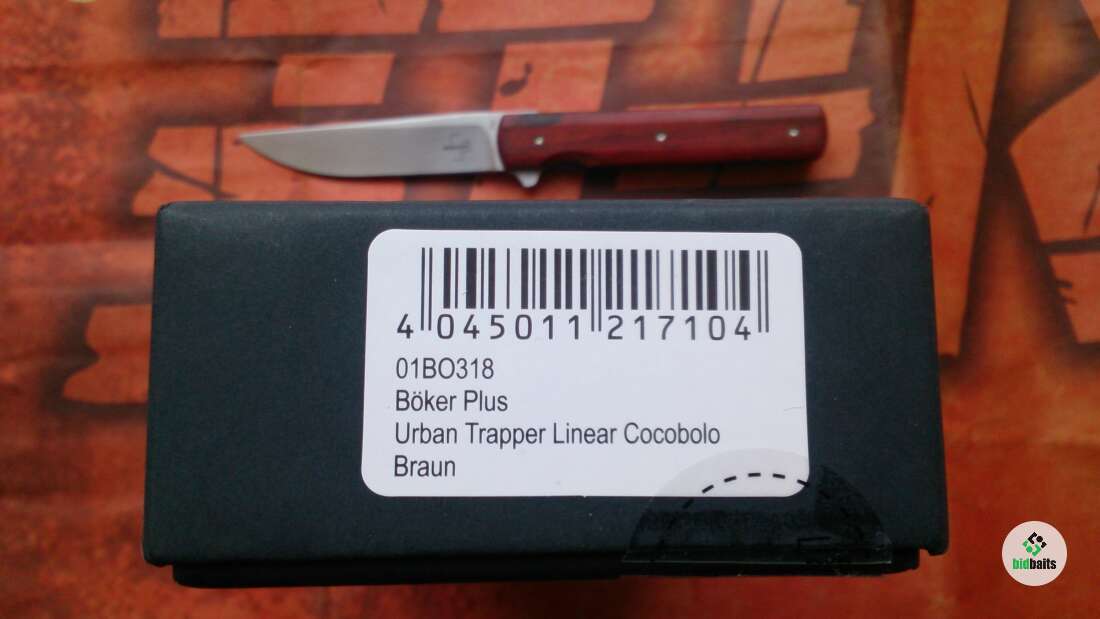 4 045011 217104
01BO318
Böker Plus
Urban Trapper Linear Cocobolo
Braun
bidbaits